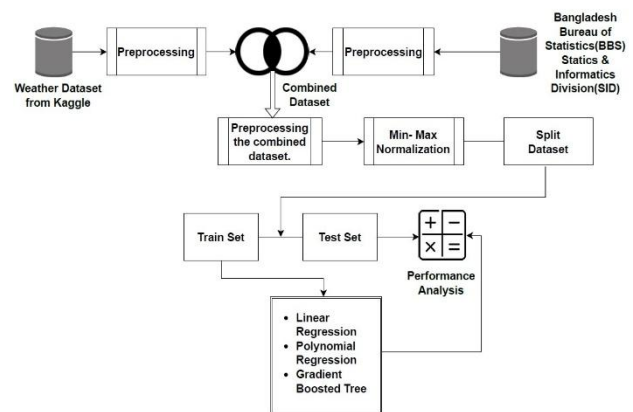 Weather Dataset
from Kaggle
Preprocessing
Combined
Dataset
Preprocessing
Bangladesh
Bureau of
Statistics(BBS)
Statics &
Informatics
Division(SID)
Preprocessing
the combined
dataset.
Min- Max
Normalization
Split
Dataset
Train Set
Test Set
+ −
× =
Performance
Analysis
• Linear
Regression
• Polynomial
Regression
• Gradient
Boosted Tree